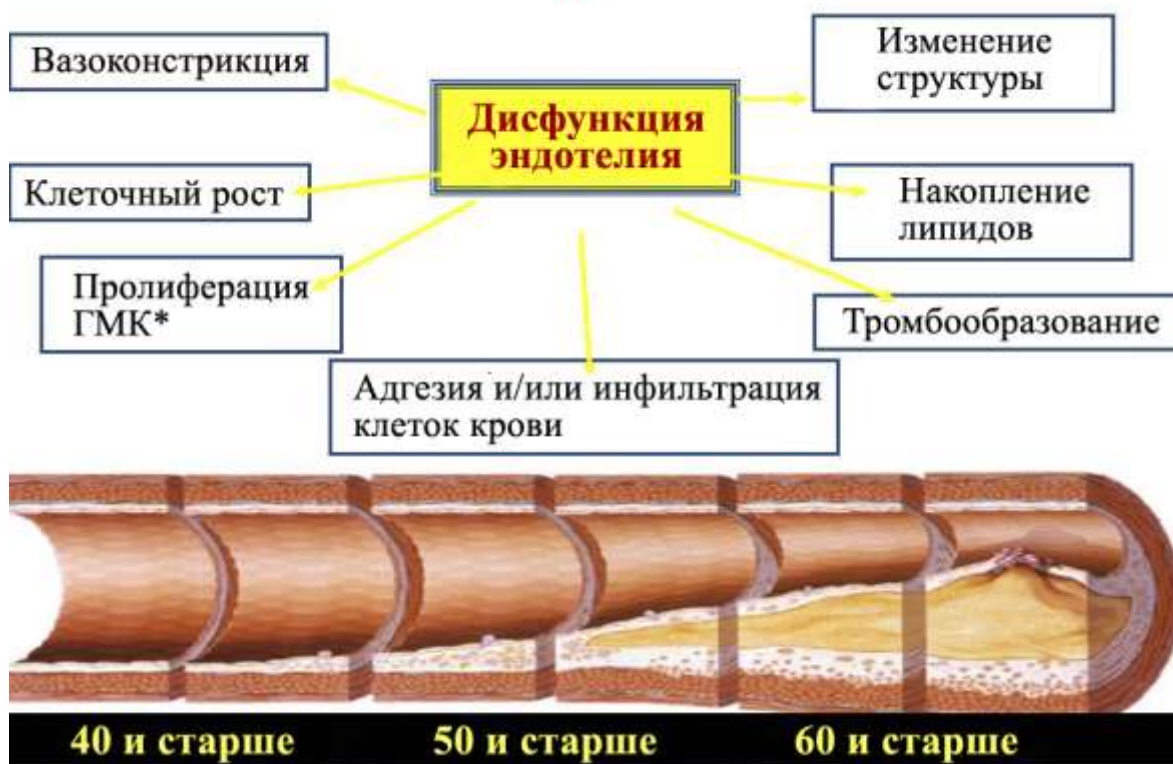 Вазоконстрикция
Изменение
структуры
Дисфункция
эндотелия
Клеточный рост
Накопление
липидов
Пролиферация
ГМК*
Тромбообразование
Адгезия и/или инфильтрация
клеток крови
40 и старше
50 и старше
60 и старше